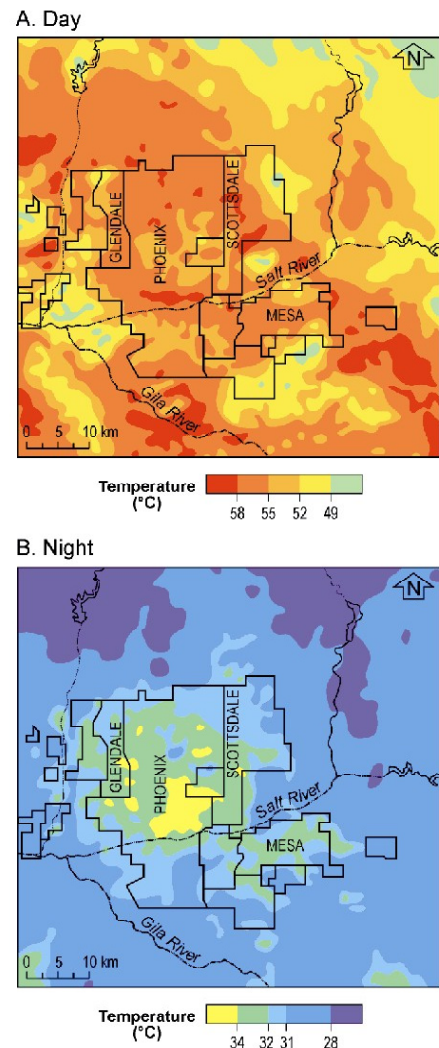 A. Day
N
GLENDALE
PHOENIX
SCOTTSDALE
Salt River
MESA
Gila River
0 5 10 km
Temperature
(°C)
58 55 52 49
B. Night
N
GLENDALE
PHOENIX
SCOTTSDALE
Salt River
MESA
Gila River
0 5 10 km
Temperature
(°C)
34 32 31 28